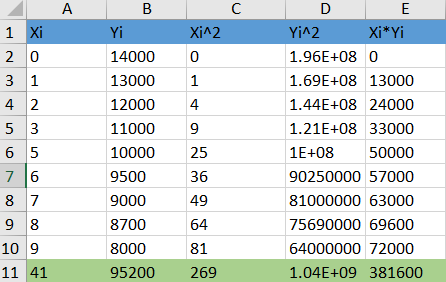 A B C D E
1 Xi Yi Xi^2 Yi^2 Xi*Yi
2 0 14000 0 1.96E+08 0
3 1 13000 1 1.69E+08 13000
4 2 12000 4 1.44E+08 24000
5 3 11000 9 1.21E+08 33000
6 5 10000 25 1E+08 50000
7 6 9500 36 90250000 57000
8 7 9000 49 81000000 63000
9 8 8700 64 75690000 69600
10 9 8000 81 64000000 72000
11 41 95200 269 1.04E+09 381600